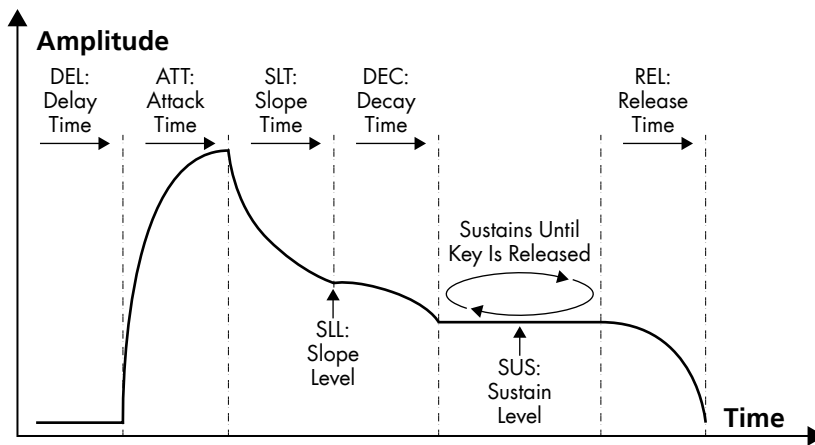 Amplitude
DEL:
Delay
Time
ATT:
Attack
Time
SLT:
Slope
Time
DEC:
Decay
Time
REL:
Release
Time
Sustains Until
Key Is Released
SLL:
Slope
Level
SUS:
Sustain
Level
Time